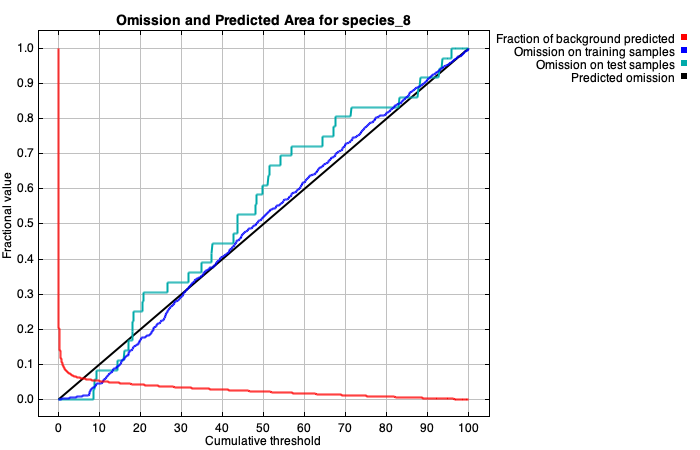 Omission and Predicted Area for species_8
Fraction of background predicted
Omission on training samples
Omission on test samples
Predicted omission
Fractional value
1.0
0.9
0.8
0.7
0.6
0.5
0.4
0.3
0.2
0.1
0.0
0 10 20 30 40 50 60 70 80 90 100
Cumulative threshold